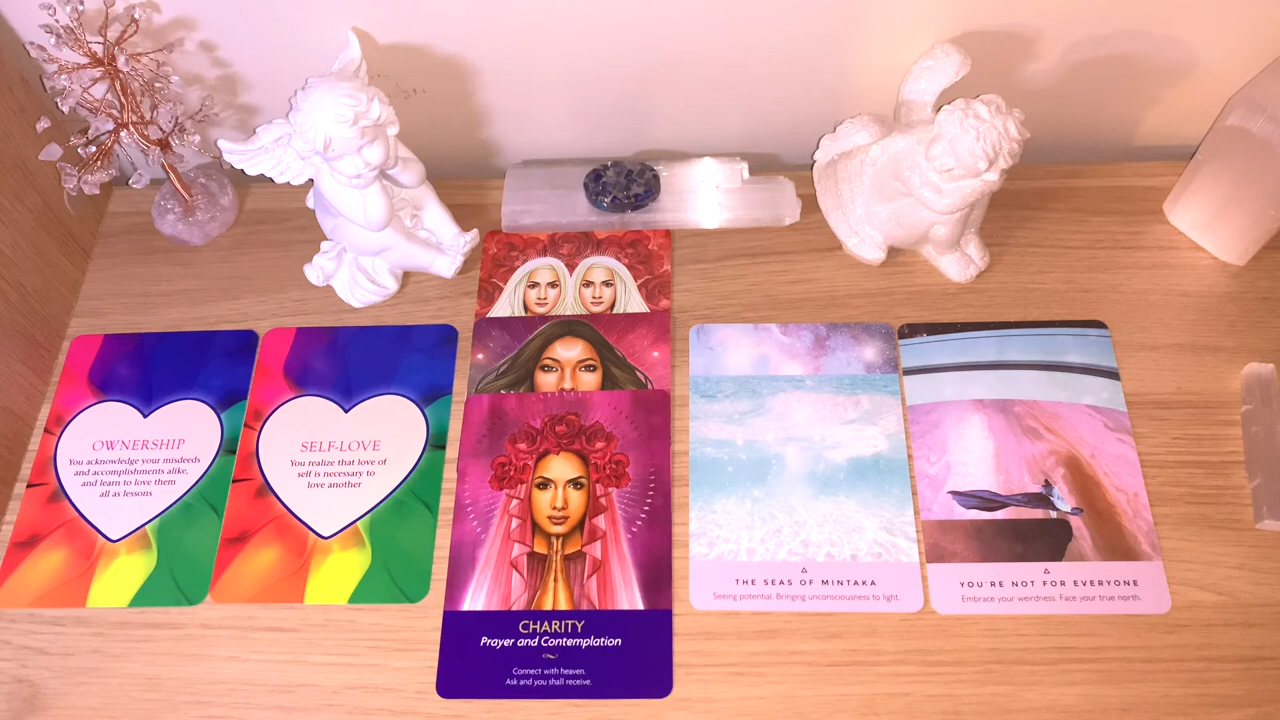 OWNERSHIP
You acknowledge your misdeeds
and accomplishments alike,
and learn to love them
all as lessons
SELF-LOVE
You realize that love of
self is necessary to
love another
CHARITY
Prayer and Contemplation
Connect with heaven.
Ask and you shall receive.
THE SEAS OF MINTAKA
Seeing potential. Bringing unconsciousness to light.
YOU'RE NOT FOR EVERYONE
Embrace your weirdness. Face your true north.